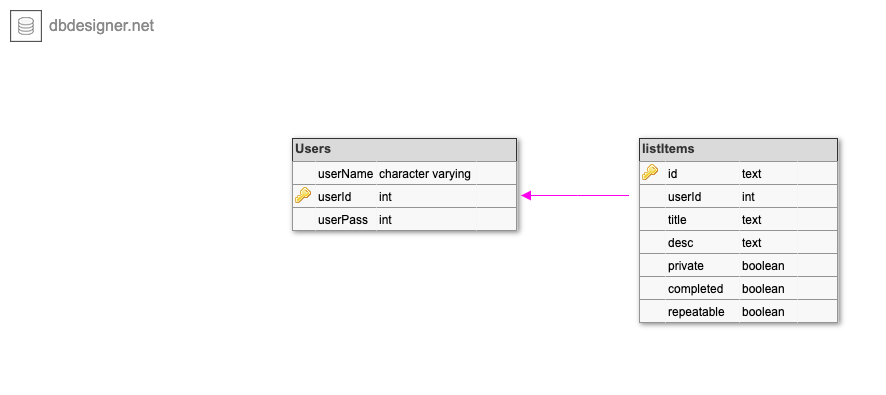 dbdesigner.net
Users
userName character varying
userId int
userPass int
listItems
id text
userId int
title text
desc text
private boolean
completed boolean
repeatable boolean